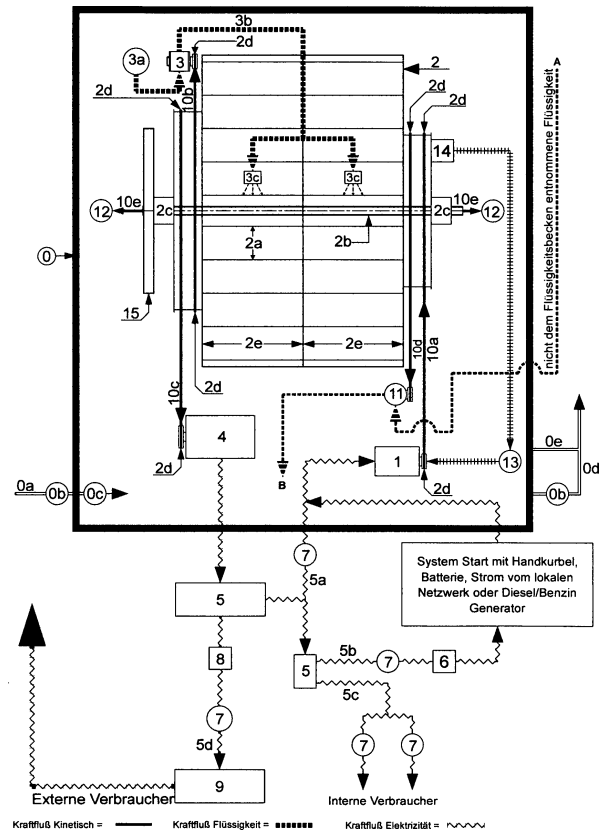 3b
3a
3
2d
2
A
2d
10b
2d
2d
nicht dem Flüssigkeitsbecken entnommene Flüssigkeit
14
3c
3c
12
10e
2c
2c
10e
12
0
2a
2b
15
2e
2e
10d
10a
10c
2d
11
4
0e
2d
B
1
13
0d
0a
0b
0c
2d
0b
7
System Start mit Handkurbel,
Batterie, Strom vom lokalen
Netzwerk oder Diesel/Benzin
Generator
5a
5
8
5
5b
7
6
5c
7
5d
7
7
9
Externe Verbraucher
Interne Verbraucher
Kraftfluß Kinetisch =
Kraftfluß Flüssigkeit =
Kraftfluß Elektrizität =